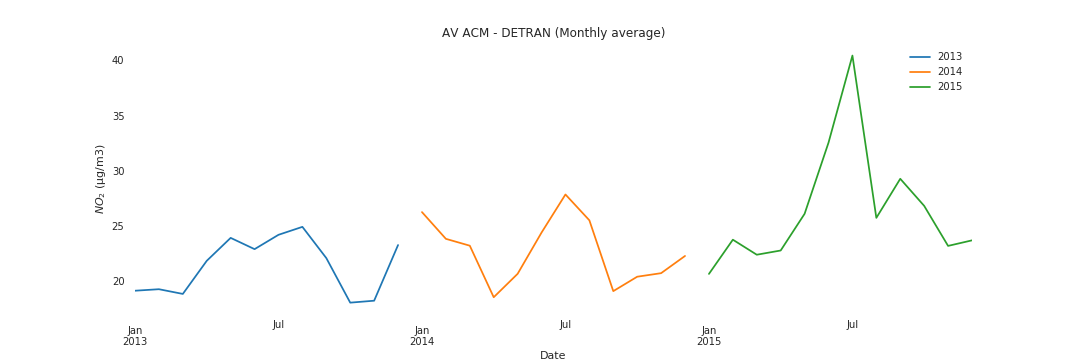 AV ACM - DETRAN (Monthly average)
2013
2014
2015
40
35
30
25
20
NO₂ (µg/m3)
Jan
2013
Jul
Jan
2014
Jul
Jan
2015
Jul
Date